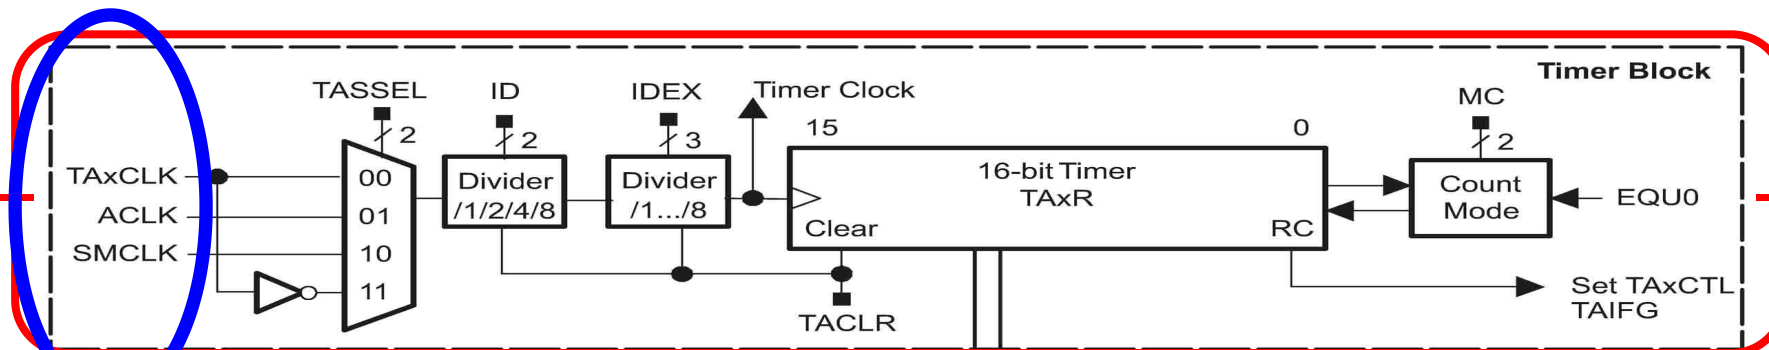 Timer Block
TASSEL
ID
IDEX
Timer Clock
MC
2
2
3
15
0
2
TAxCLK
ACLK
SMCLK
00
01
10
11
Divider
/1/2/4/8
Divider
/1.../8
16-bit Timer
TAxR
Clear
RC
Count
Mode
EQU0
Set TAxCTL
TAIFG
TACLR